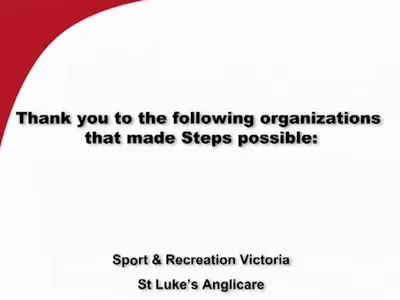 Thank you to the following organizations
that made Steps possible:
Sport & Recreation Victoria
St Luke's Anglicare